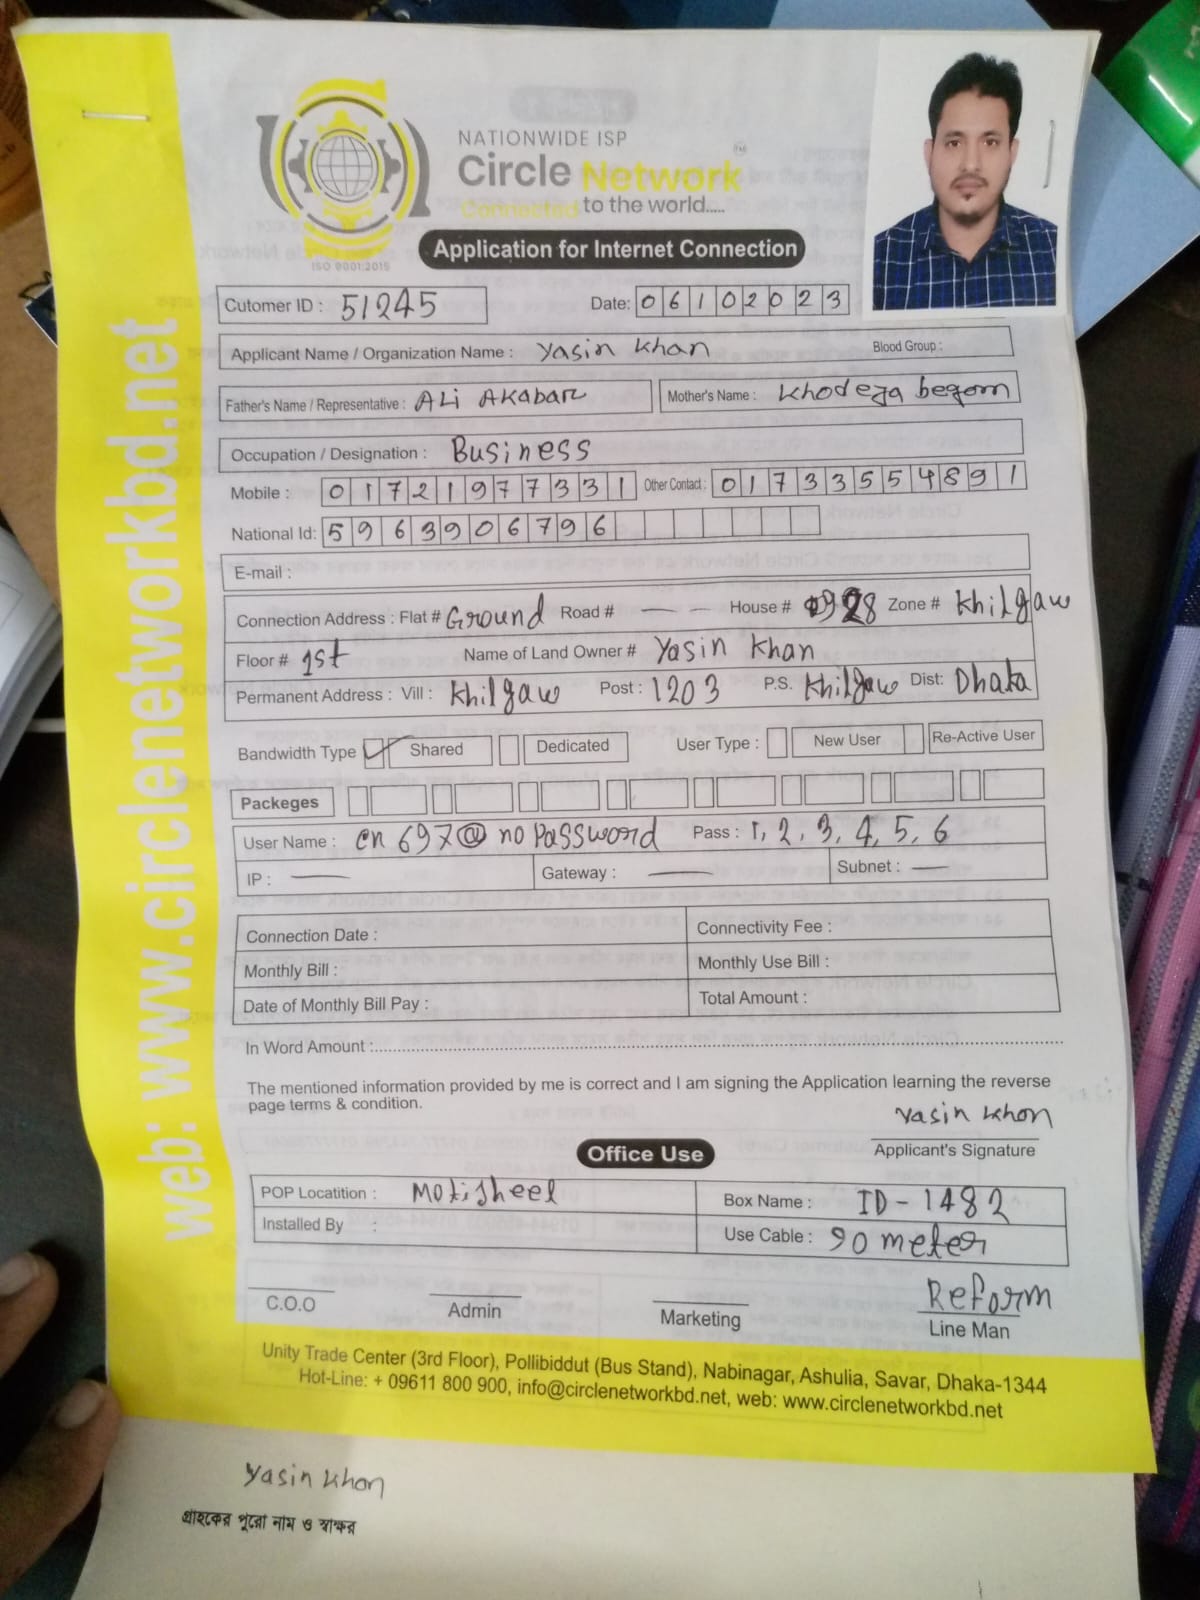 NATIONWIDE ISP
Circle Network™
Connected to the world.....
ISO 9001:2015
Application for Internet Connection
web: www.circlenetworkbd.net
Cutomer ID : 51245 Date: 06102023
Applicant Name / Organization Name : Yasin Khan Blood Group :
Father's Name / Representative : ALi AKabar Mother's Name : Khodeza begom
Occupation / Designation : Business
Mobile : 01721977331 Other Contact : 01733554891
National Id: 5963906796
E-mail :
Connection Address : Flat # Ground Road # — — House # 928 Zone # Khilgaw
Floor # 1st Name of Land Owner # Yasin Khan
Permanent Address : Vill : Khilgaw Post : 1203 P.S. Khilgaw Dist: Dhaka
Bandwidth Type ✓ Shared Dedicated User Type : New User Re-Active User
Packeges
User Name : cn 697@ no Password Pass : 1, 2, 3, 4, 5, 6
IP : — Gateway : — Subnet : —
Connection Date : Connectivity Fee :
Monthly Bill : Monthly Use Bill :
Date of Monthly Bill Pay : Total Amount :
In Word Amount :
The mentioned information provided by me is correct and I am signing the Application learning the reverse
page terms & condition.
Yasin Khan
Applicant's Signature
Office Use
POP Locatition : Motijheel Box Name : ID - 1482
Installed By : Use Cable : 90 meter
Reform
C.O.O Admin Marketing Line Man
Unity Trade Center (3rd Floor), Pollibiddut (Bus Stand), Nabinagar, Ashulia, Savar, Dhaka-1344
Hot-Line: + 09611 800 900, info@circlenetworkbd.net, web: www.circlenetworkbd.net
Yasin Khan
গ্রাহকের পুরো নাম ও স্বাক্ষর